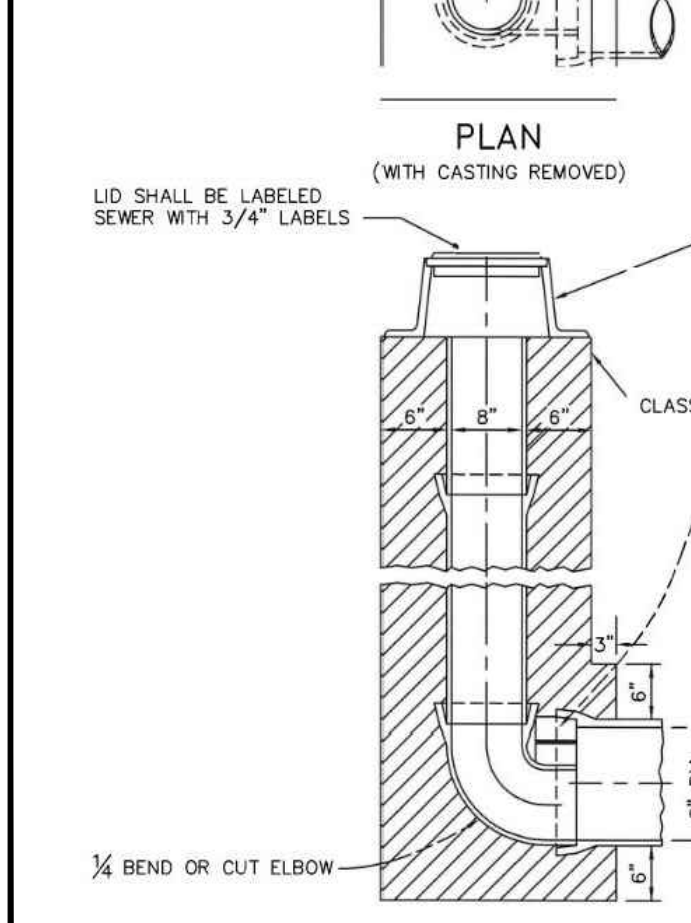 PLAN
(WITH CASTING REMOVED)
LID SHALL BE LABELED
SEWER WITH 3/4" LABELS
6" 8" 6"
3"
6"
¼ BEND OR CUT ELBOW
6"